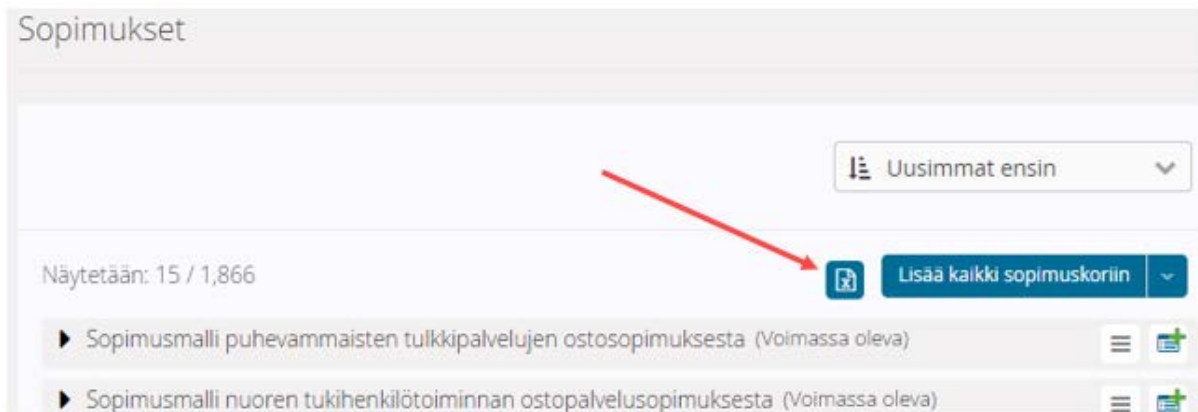 Sopimukset
Uusimmat ensin
Näytetään: 15 / 1,866
Lisää kaikki sopimuskoriin
Sopimusmalli puhevammaisten tulkkipalvelujen ostosopimuksesta (Voimassa oleva)
Sopimusmalli nuoren tukihenkilötoiminnan ostopalvelusopimuksesta (Voimassa oleva)